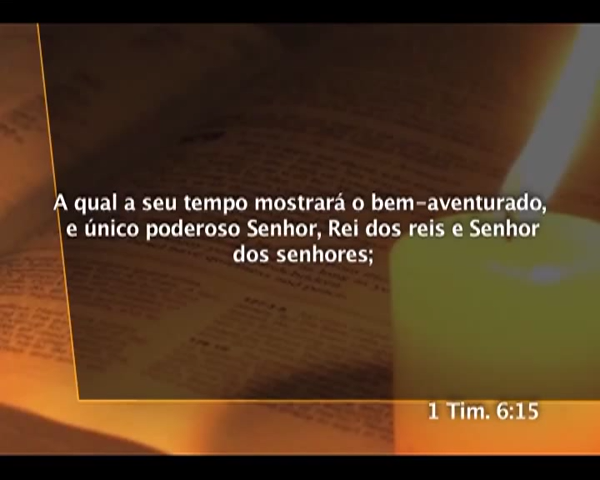 A qual a seu tempo mostrará o bem-aventurado,
e único poderoso Senhor, Rei dos reis e Senhor
dos senhores;
1 Tim. 6:15